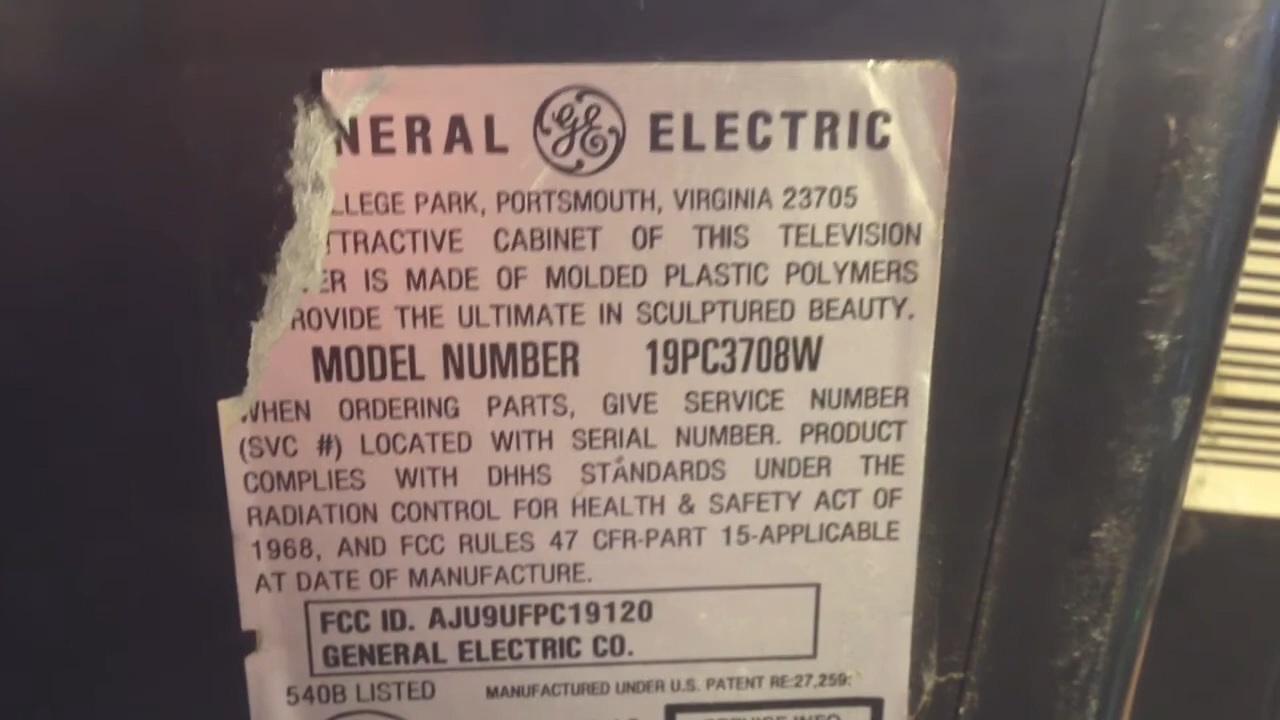 NERAL GE ELECTRIC
LLEGE PARK, PORTSMOUTH, VIRGINIA 23705
TTRACTIVE CABINET OF THIS TELEVISION
ER IS MADE OF MOLDED PLASTIC POLYMERS
ROVIDE THE ULTIMATE IN SCULPTURED BEAUTY.
MODEL NUMBER 19PC3708W
WHEN ORDERING PARTS, GIVE SERVICE NUMBER
(SVC #) LOCATED WITH SERIAL NUMBER. PRODUCT
COMPLIES WITH DHHS STANDARDS UNDER THE
RADIATION CONTROL FOR HEALTH & SAFETY ACT OF
1968, AND FCC RULES 47 CFR-PART 15-APPLICABLE
AT DATE OF MANUFACTURE.
FCC ID. AJU9UFPC19120
GENERAL ELECTRIC CO.
540B LISTED MANUFACTURED UNDER U.S. PATENT RE:27,259: